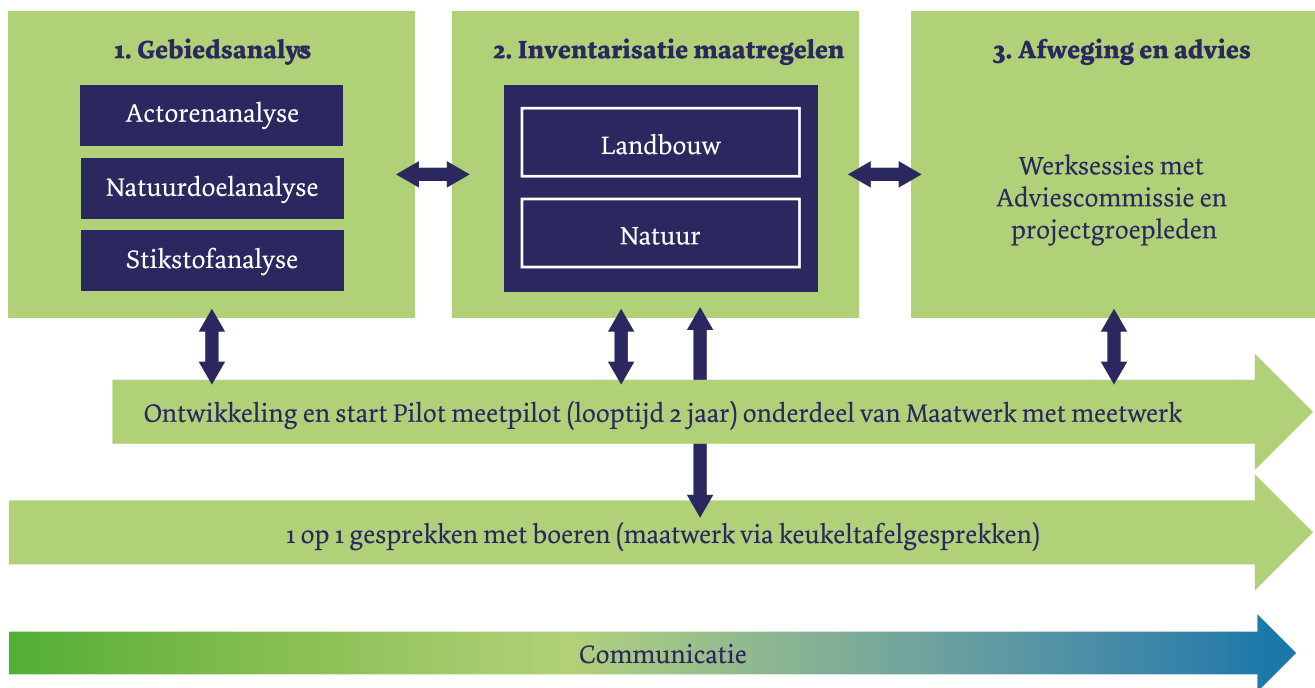 1. Gebiedsanalyse
Actorenanalyse
Natuurdoelanalyse
Stikstofanalyse
2. Inventarisatie maatregelen
Landbouw
Natuur
3. Afweging en advies
Werksessies met
Adviescommissie en
projectgroepleden
Ontwikkeling en start Pilot meetpilot (looptijd 2 jaar) onderdeel van Maatwerk met meetwerk
1 op 1 gesprekken met boeren (maatwerk via keukeltafelgesprekken)
Communicatie